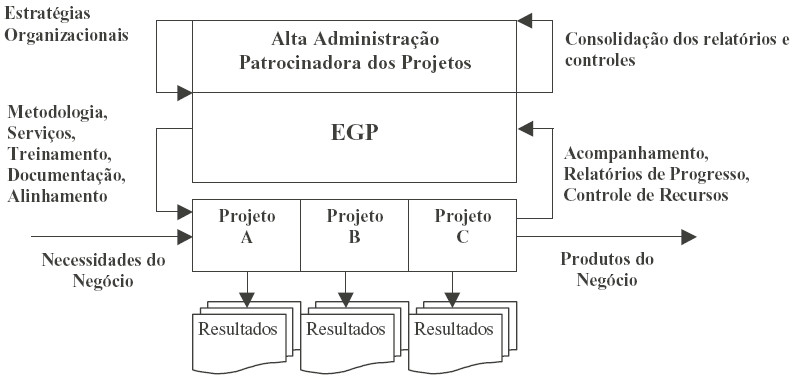 Estratégias
Organizacionais
Alta Administração
Patrocinadora dos Projetos
Consolidação dos relatórios e
controles
Metodologia,
Serviços,
Treinamento,
Documentação,
Alinhamento
EGP
Acompanhamento,
Relatórios de Progresso,
Controle de Recursos
Projeto
A
Projeto
B
Projeto
C
Necessidades do
Negócio
Produtos do
Negócio
Resultados
Resultados
Resultados